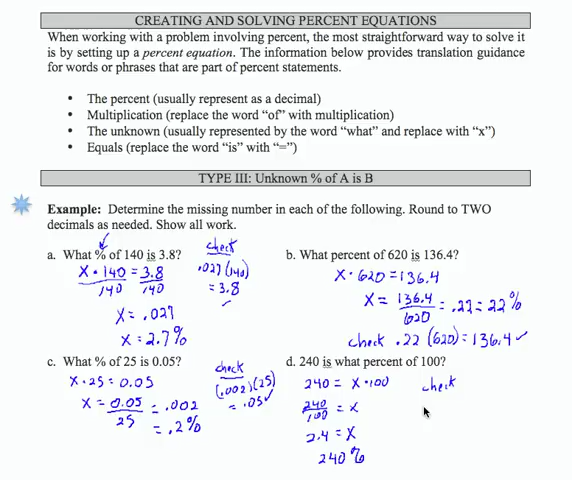 CREATING AND SOLVING PERCENT EQUATIONS
When working with a problem involving percent, the most straightforward way to solve it
is by setting up a percent equation. The information below provides translation guidance
for words or phrases that are part of percent statements.
• The percent (usually represent as a decimal)
• Multiplication (replace the word “of” with multiplication)
• The unknown (usually represented by the word “what” and replace with “x”)
• Equals (replace the word “is” with “=”)
TYPE III: Unknown % of A is B
Example: Determine the missing number in each of the following. Round to TWO
decimals as needed. Show all work.
a. What % of 140 is 3.8?
x · 140 = 3.8
140 140
x = .027
x = 2.7%
check
.027 (140)
= 3.8
✓
b. What percent of 620 is 136.4?
x · 620 = 136.4
x = 136.4 = .22 = 22%
620
check .22 (620) = 136.4 ✓
c. What % of 25 is 0.05?
x · 25 = 0.05
x = 0.05 = .002
25 = .2%
check
(.002)(25)
= .05 ✓
d. 240 is what percent of 100?
240 = x · 100
240 = x
100
2.4 = x
240%
check